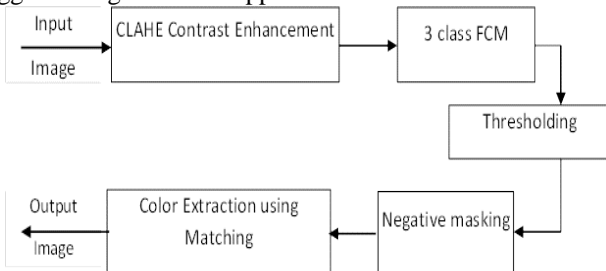 Input
Image
CLAHE Contrast Enhancement
3 class FCM
Thresholding
Negative masking
Color Extraction using
Matching
Output
Image